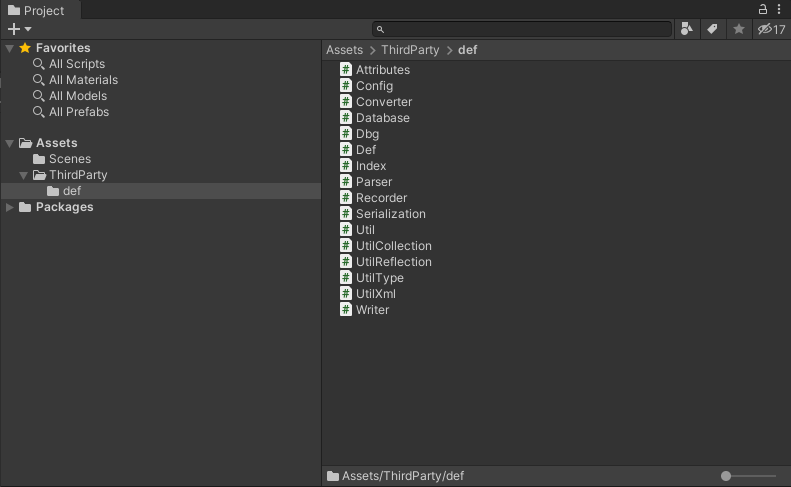 Project
17
Favorites
All Scripts
All Materials
All Models
All Prefabs
Assets
Scenes
ThirdParty
def
Packages
Assets > ThirdParty > def
Attributes
Config
Converter
Database
Dbg
Def
Index
Parser
Recorder
Serialization
Util
UtilCollection
UtilReflection
UtilType
UtilXml
Writer
Assets/ThirdParty/def